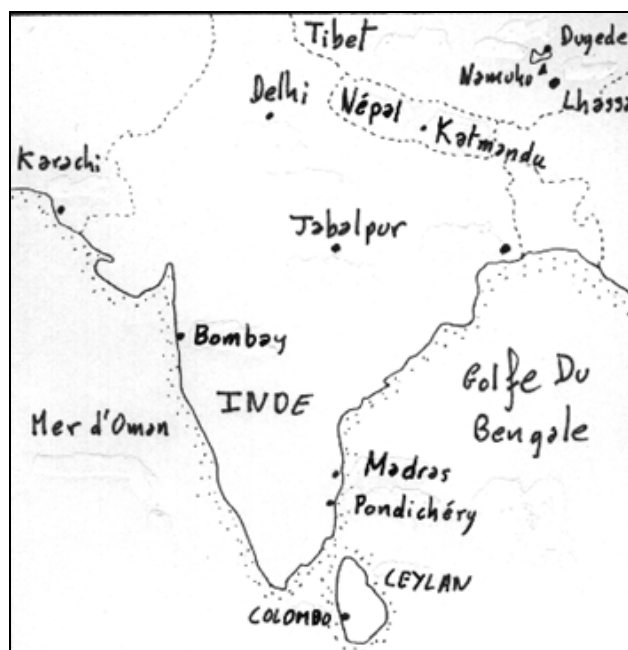 Tibet
Dugede
Namuko
Lhassa
Delhi
Népal
Katmandu
Karachi
Jabalpur
Bombay
INDE
Golfe Du
Bengale
Mer d'Oman
Madras
Pondichéry
CEYLAN
COLOMBO